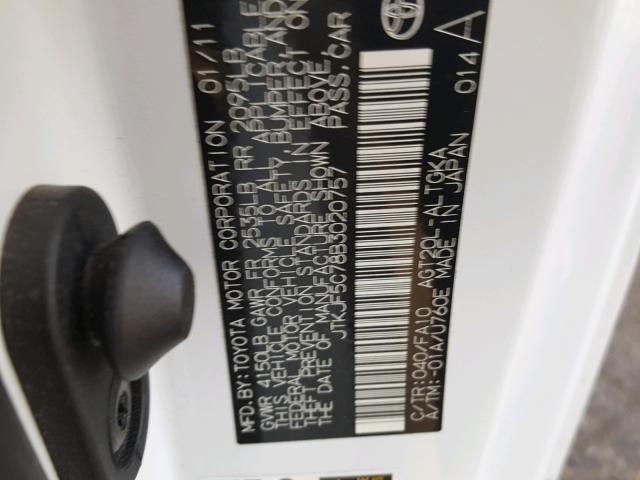 MFD.BY:TOYOTA MOTOR CORPORATION 01/11
GVWR 4150LB GAWR FR 2535LB RR 2095LB
THIS VEHICLE CONFORMS TO ALL APPLICABLE
FEDERAL MOTOR VEHICLE SAFETY, BUMPER, AND
THEFT PREVENTION STANDARDS IN EFFECT ON
THE DATE OF MANUFACTURE SHOWN ABOVE.
JTKJF5C78B3020757 PASS.CAR
C/TR:040/FA10 AGT20L-ALTGKA
A/TM:-01A/U760E MADE IN JAPAN 014 A